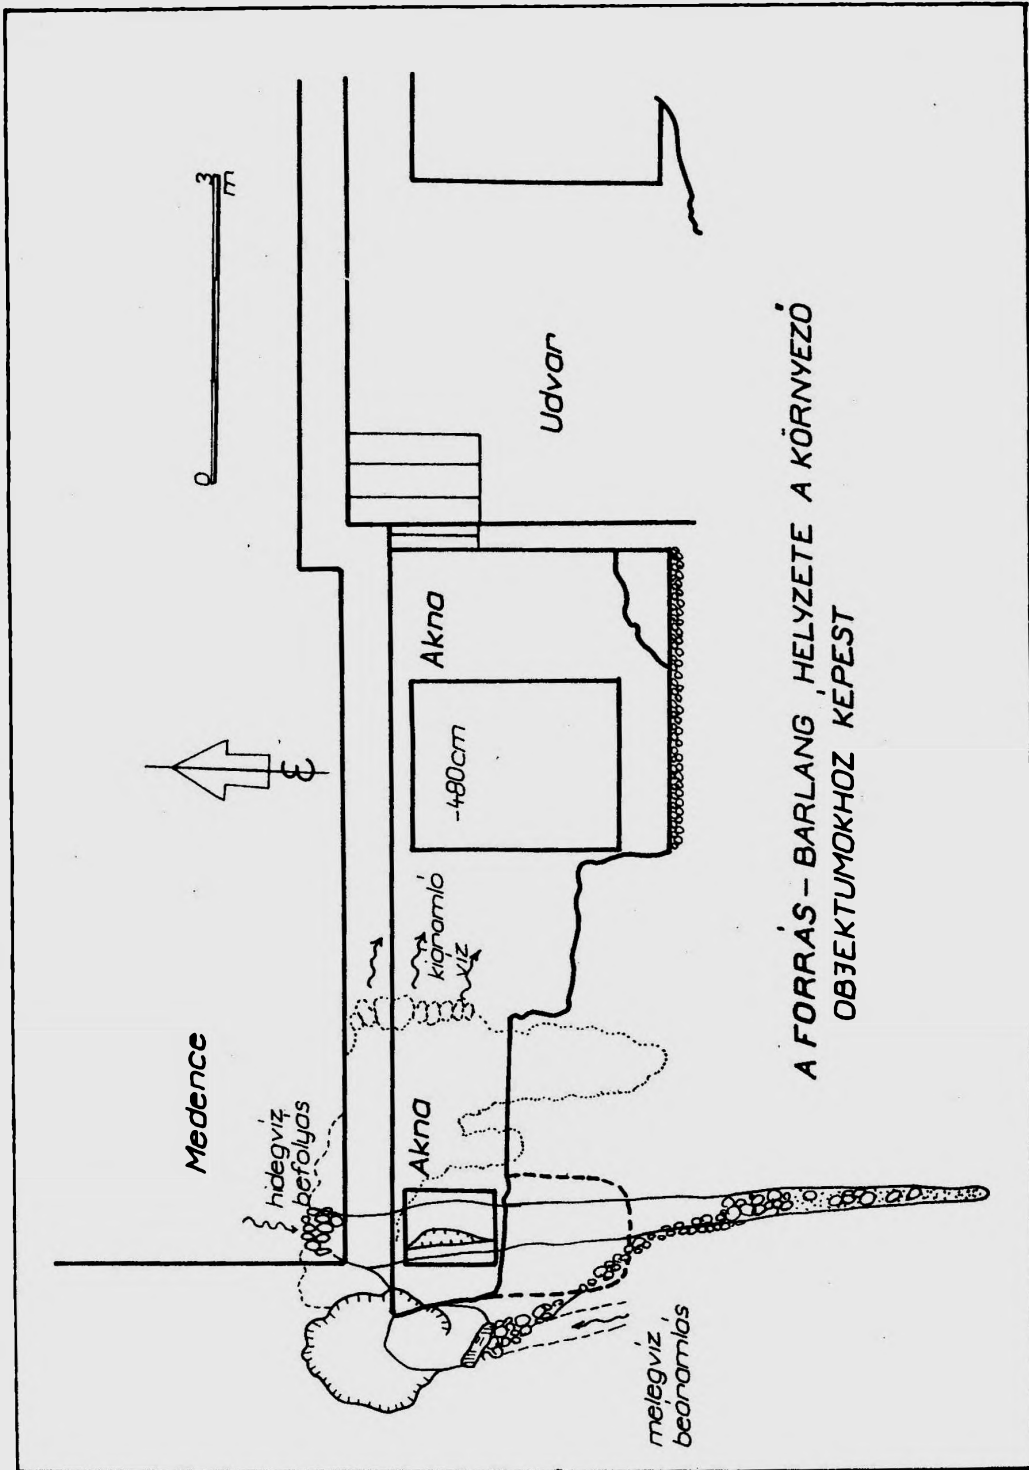 Medence
0 3
m
hidegvíz
befolyás
É
Akna
Akna
kiáramló
víz
-480cm
Udvar
melegvíz
beáramlás
A FORRÁS-BARLANG HELYZETE A KÖRNYEZŐ
OBJEKTUMOKHOZ KÉPEST